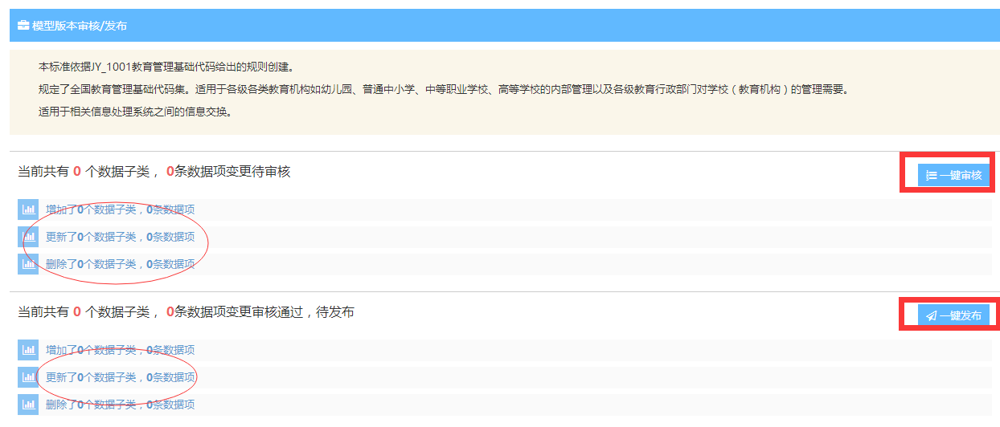 模型版本审核/发布
本标准依据JY_1001教育管理基础代码给出的规则创建。
规定了全国教育管理基础代码集。适用于各级各类教育机构如幼儿园、普通中小学、中等职业学校、高等学校的内部管理以及各级教育行政部门对学校（教育机构）的管理需要。
适用于相关信息处理系统之间的信息交换。
当前共有 0 个数据子类， 0条数据项变更待审核
一键审核
增加了0个数据子类，0条数据项
更新了0个数据子类，0条数据项
删除了0个数据子类，0条数据项
当前共有 0 个数据子类， 0条数据项变更审核通过，待发布
一键发布
增加了0个数据子类，0条数据项
更新了0个数据子类，0条数据项
删除了0个数据子类，0条数据项